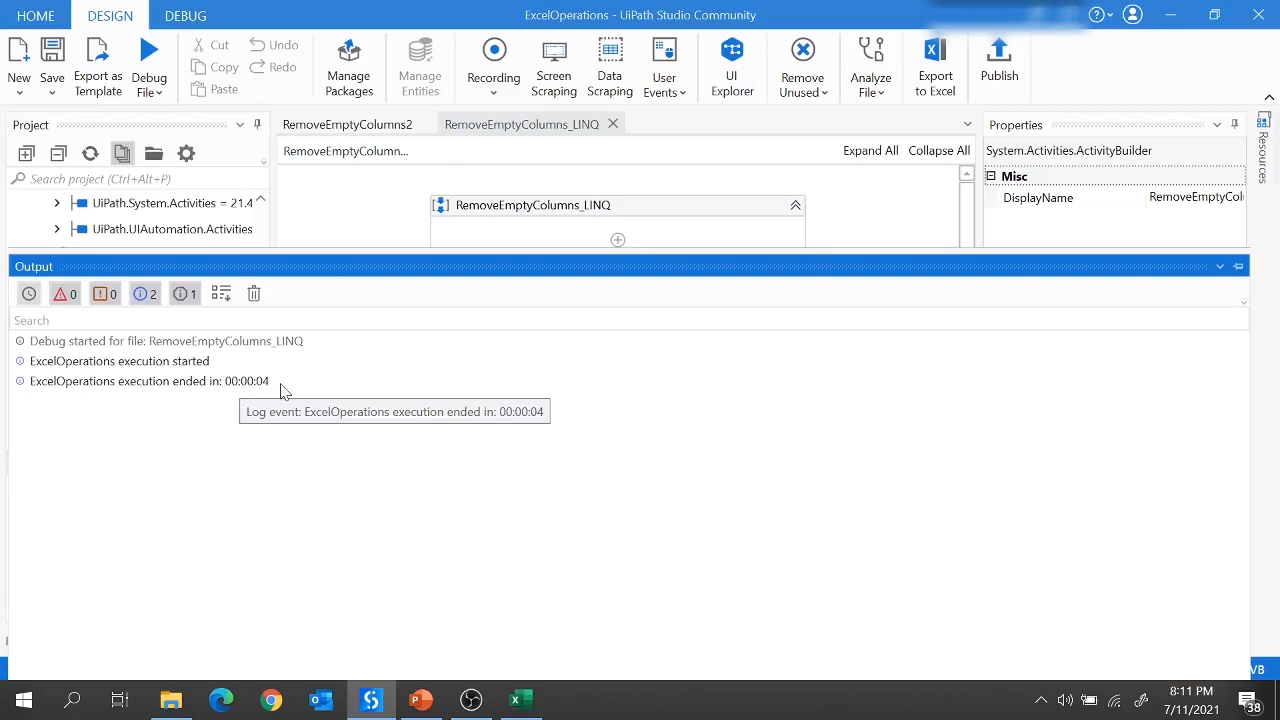 HOME DESIGN DEBUG ExcelOperations - UiPath Studio Community
New Save Export as Template Debug File Cut Copy Paste Undo Redo Manage Packages Manage Entities Recording Screen Scraping Data Scraping User Events UI Explorer Remove Unused Analyze File Export to Excel Publish
Project RemoveEmptyColumns2 RemoveEmptyColumns_LINQ Properties Resources
RemoveEmptyColumn... Expand All Collapse All System.Activities.ActivityBuilder
Search project (Ctrl+Alt+P) Misc
UiPath.System.Activities = 21.4 RemoveEmptyColumns_LINQ DisplayName RemoveEmptyCol
UiPath.UIAutomation.Activities
Output
0 0 2 1
Search
Debug started for file: RemoveEmptyColumns_LINQ
ExcelOperations execution started
ExcelOperations execution ended in: 00:00:04
Log event: ExcelOperations execution ended in: 00:00:04
VB
8:11 PM
7/11/2021
38